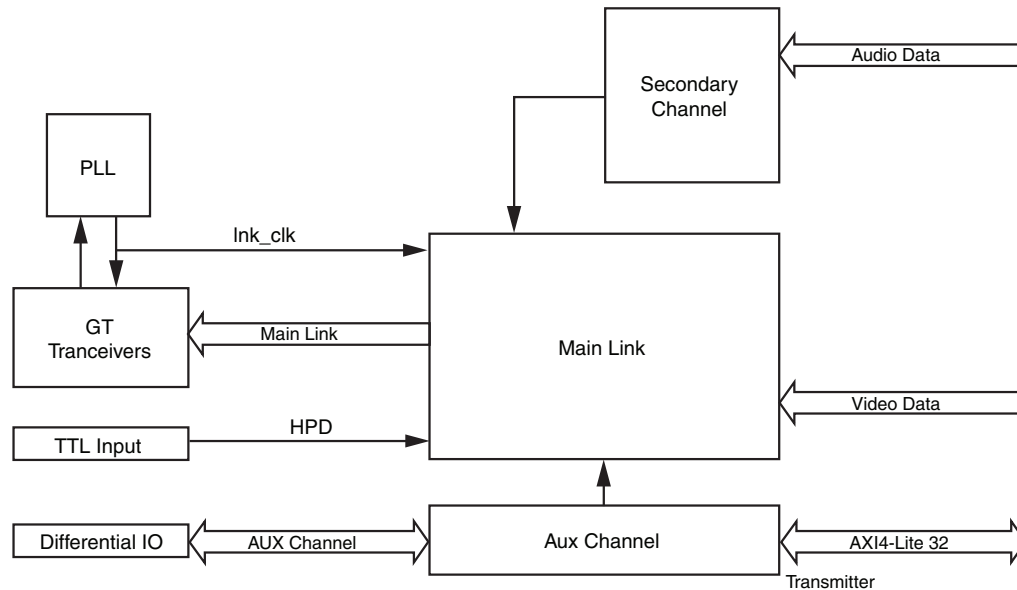 Audio Data
Secondary
Channel
PLL
lnk_clk
GT
Tranceivers
Main Link
Main Link
Video Data
HPD
TTL Input
Differential IO
AUX Channel
Aux Channel
AXI4-Lite 32
Transmitter